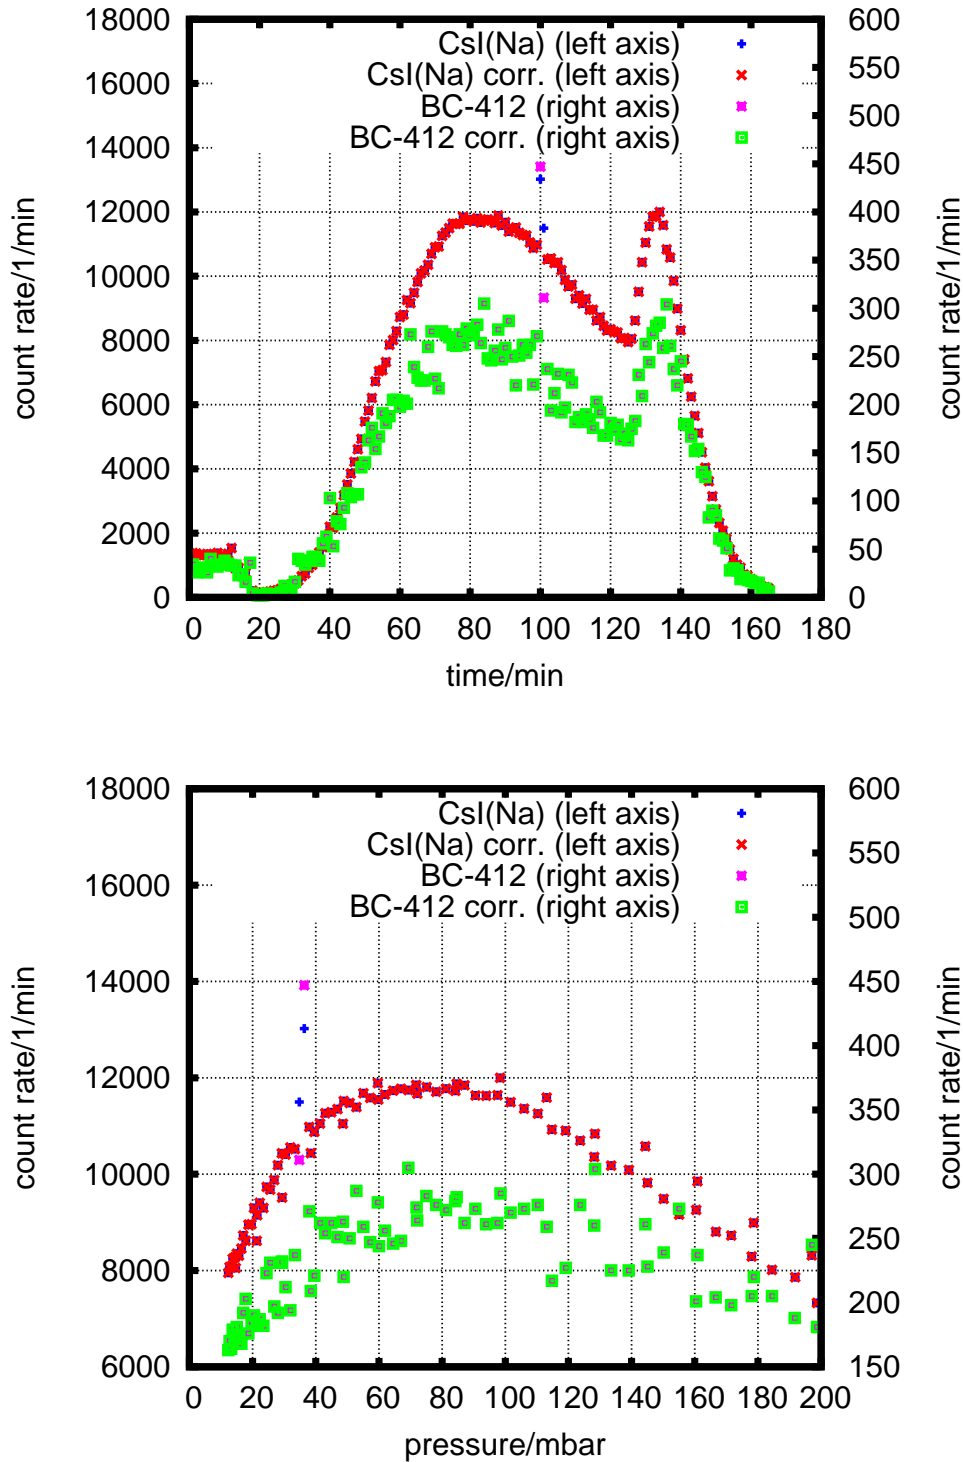 18000
16000
14000
12000
10000
8000
6000
4000
2000
0
600
550
500
450
400
350
300
250
200
150
100
50
0
count rate/1/min
count rate/1/min
CsI(Na) (left axis)
CsI(Na) corr. (left axis)
BC-412 (right axis)
BC-412 corr. (right axis)
0 20 40 60 80 100 120 140 160 180
time/min
18000
16000
14000
12000
10000
8000
6000
600
550
500
450
400
350
300
250
200
150
count rate/1/min
count rate/1/min
CsI(Na) (left axis)
CsI(Na) corr. (left axis)
BC-412 (right axis)
BC-412 corr. (right axis)
0 20 40 60 80 100 120 140 160 180 200
pressure/mbar